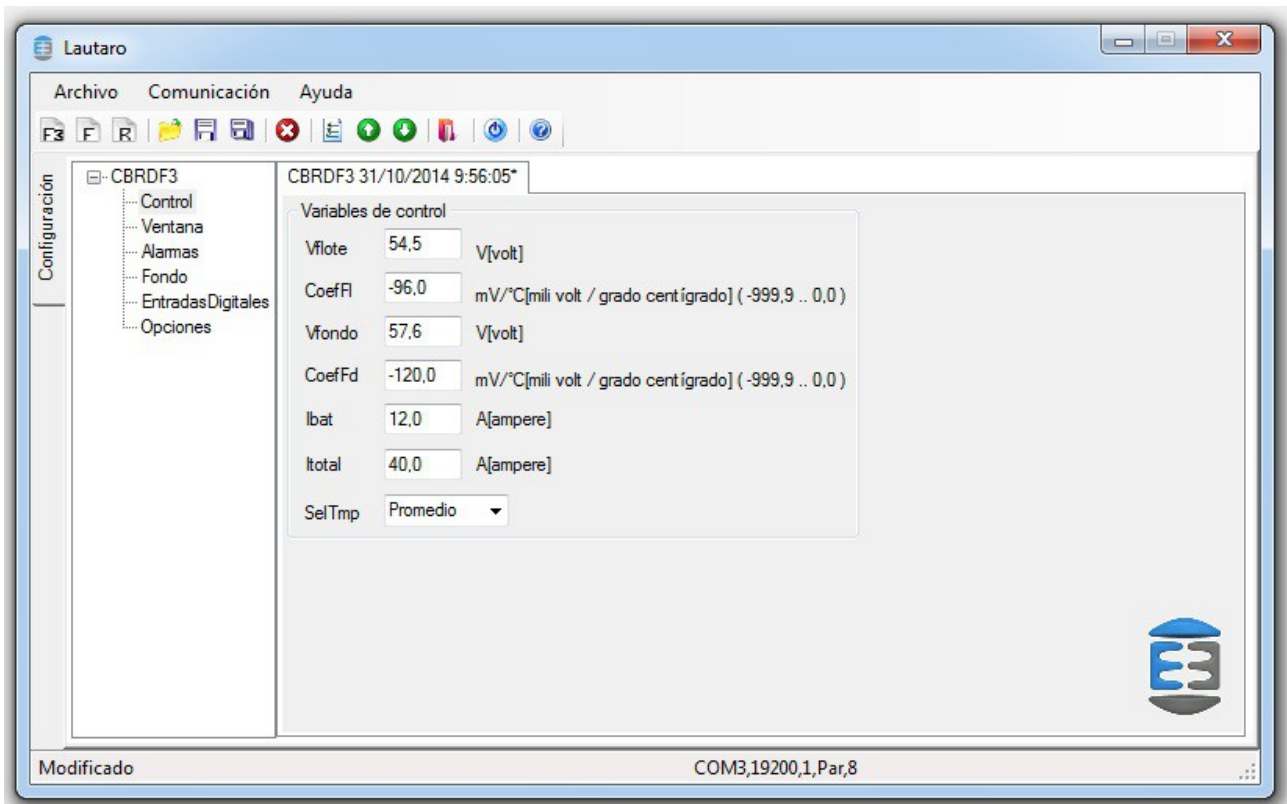 Lautaro
Archivo Comunicación Ayuda
F3 F R
Configuración
CBRDF3
Control
Ventana
Alarmas
Fondo
EntradasDigitales
Opciones
CBRDF3 31/10/2014 9:56:05*
Variables de control
Vflote 54,5 V[volt]
CoefFl -96,0 mV/°C[mili volt / grado centígrado] ( -999,9 .. 0,0 )
Vfondo 57,6 V[volt]
CoefFd -120,0 mV/°C[mili volt / grado centígrado] ( -999,9 .. 0,0 )
Ibat 12,0 A[ampere]
Itotal 40,0 A[ampere]
SelTmp Promedio
Modificado COM3,19200,1,Par,8